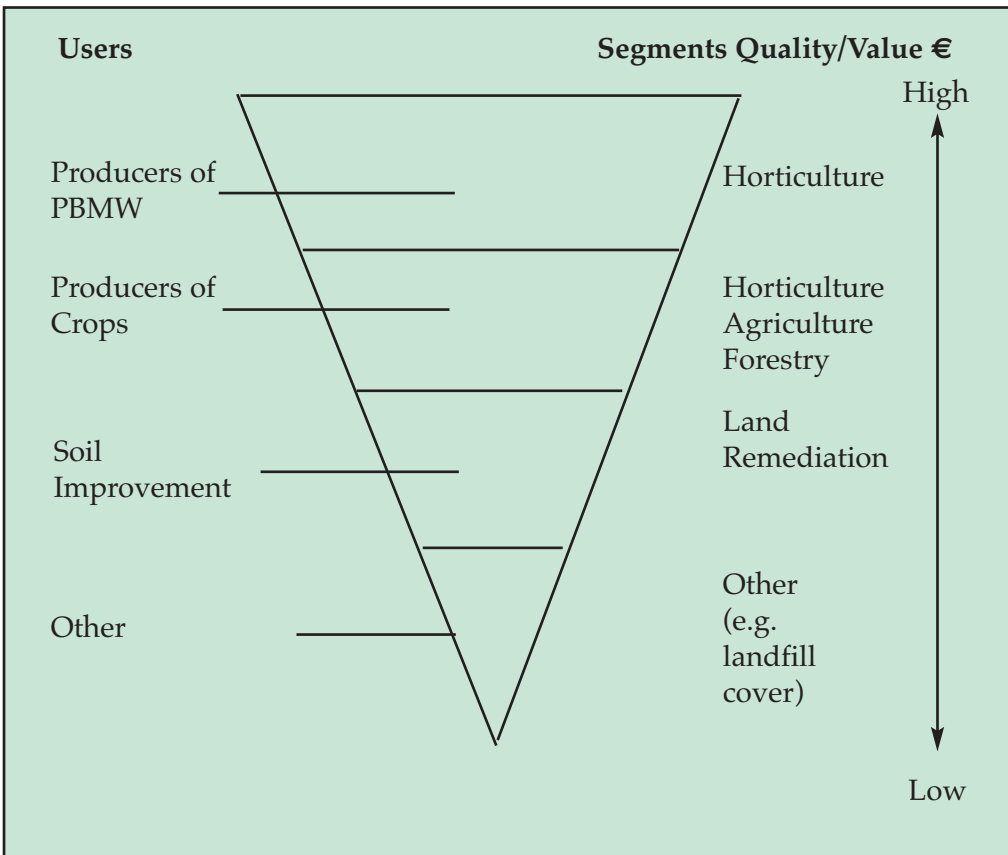 Users
Segments Quality/Value €
High
Producers of
PBMW
Horticulture
Producers of
Crops
Horticulture
Agriculture
Forestry
Soil
Improvement
Land
Remediation
Other
Other
(e.g.
landfill
cover)
Low